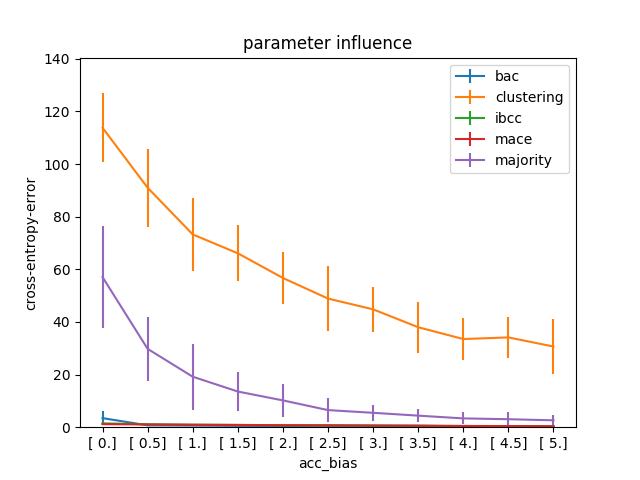 parameter influence
140
120
100
80
60
40
20
0
cross-entropy-error
bac
clustering
ibcc
mace
majority
[ 0.] [ 0.5] [ 1.] [ 1.5] [ 2.] [ 2.5] [ 3.] [ 3.5] [ 4.] [ 4.5] [ 5.]
acc_bias